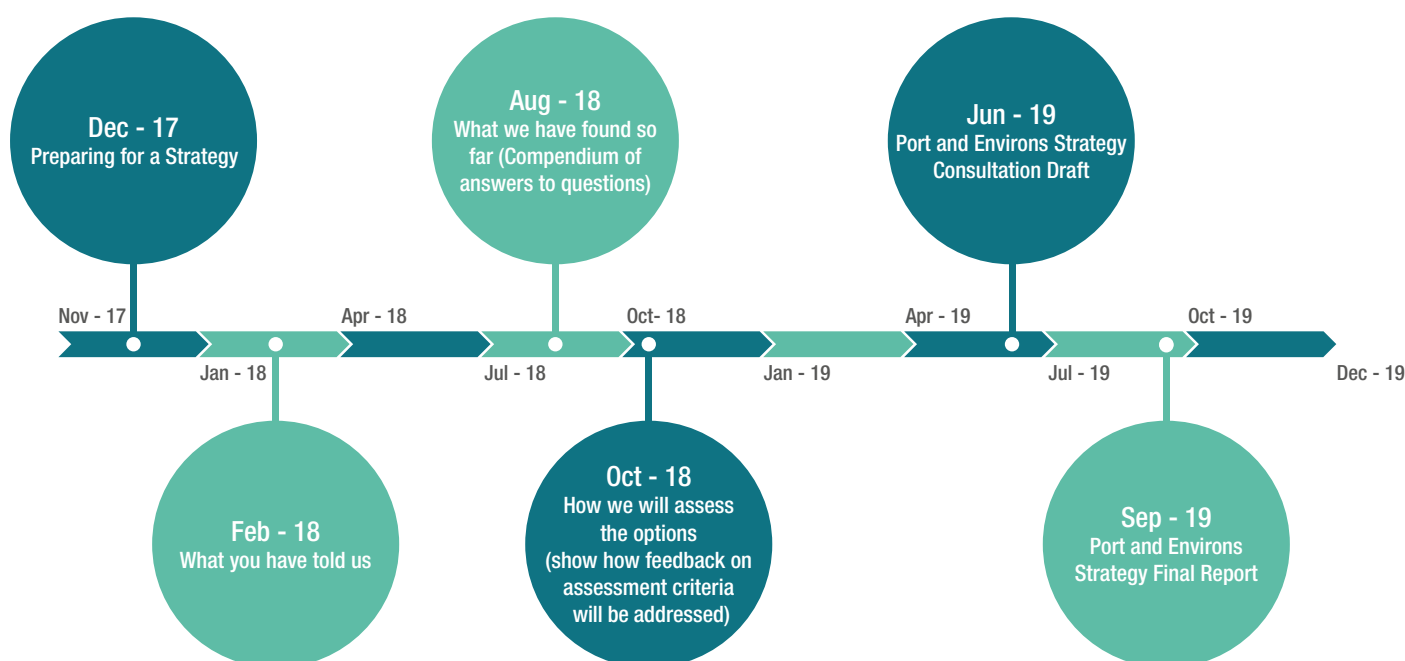 Dec - 17
Preparing for a Strategy
Aug - 18
What we have found so
far (Compendium of
answers to questions)
Jun - 19
Port and Environs Strategy
Consultation Draft
Nov - 17
Apr - 18
Oct- 18
Apr - 19
Oct - 19
Jan - 18
Jul - 18
Jan - 19
Jul - 19
Dec - 19
Feb - 18
What you have told us
Oct - 18
How we will assess
the options
(show how feedback on
assessment criteria
will be addressed)
Sep - 19
Port and Environs
Strategy Final Report